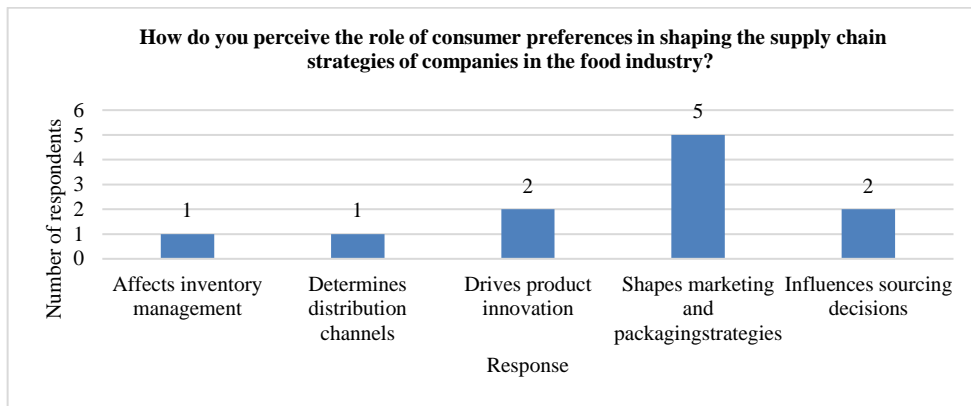 How do you perceive the role of consumer preferences in shaping the supply chain
strategies of companies in the food industry?
Number of respondents
6
5
4
3
2
1
0
1
1
2
5
2
Affects inventory
management
Determines
distribution
channels
Drives product
innovation
Shapes marketing
and
packagingstrategies
Influences sourcing
decisions
Response